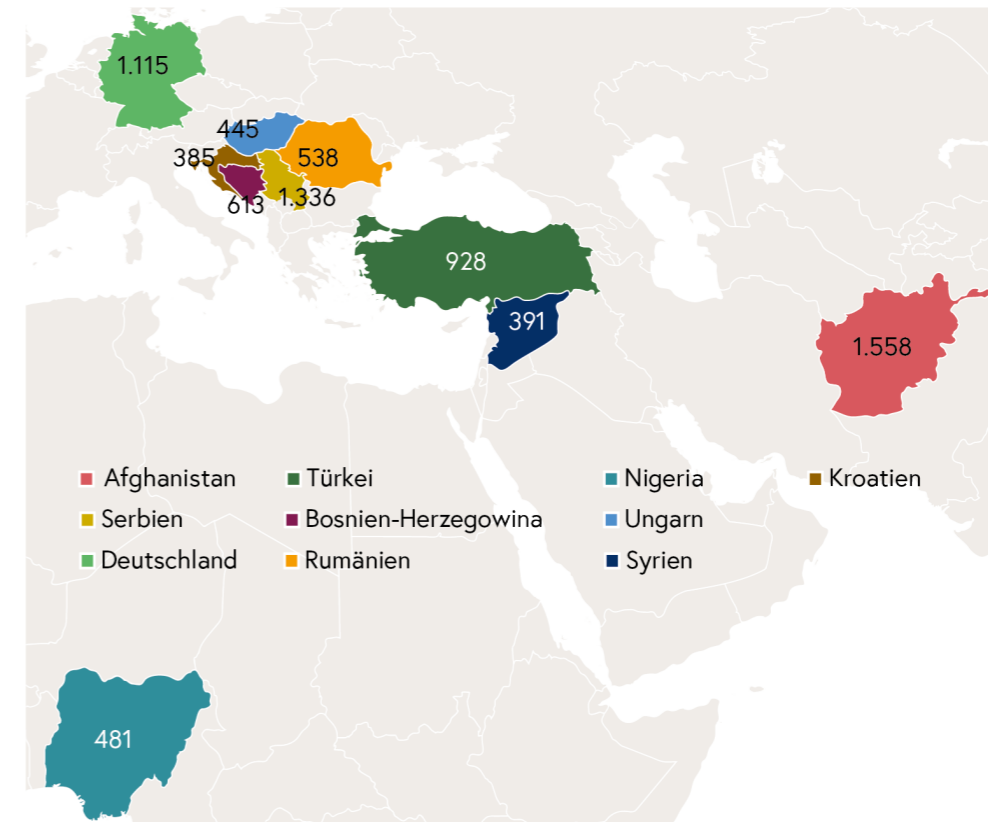 1.115
445
385
538
613
1.336
928
391
1.558
Afghanistan
Türkei
Nigeria
Kroatien
Serbien
Bosnien-Herzegowina
Ungarn
Deutschland
Rumänien
Syrien
481